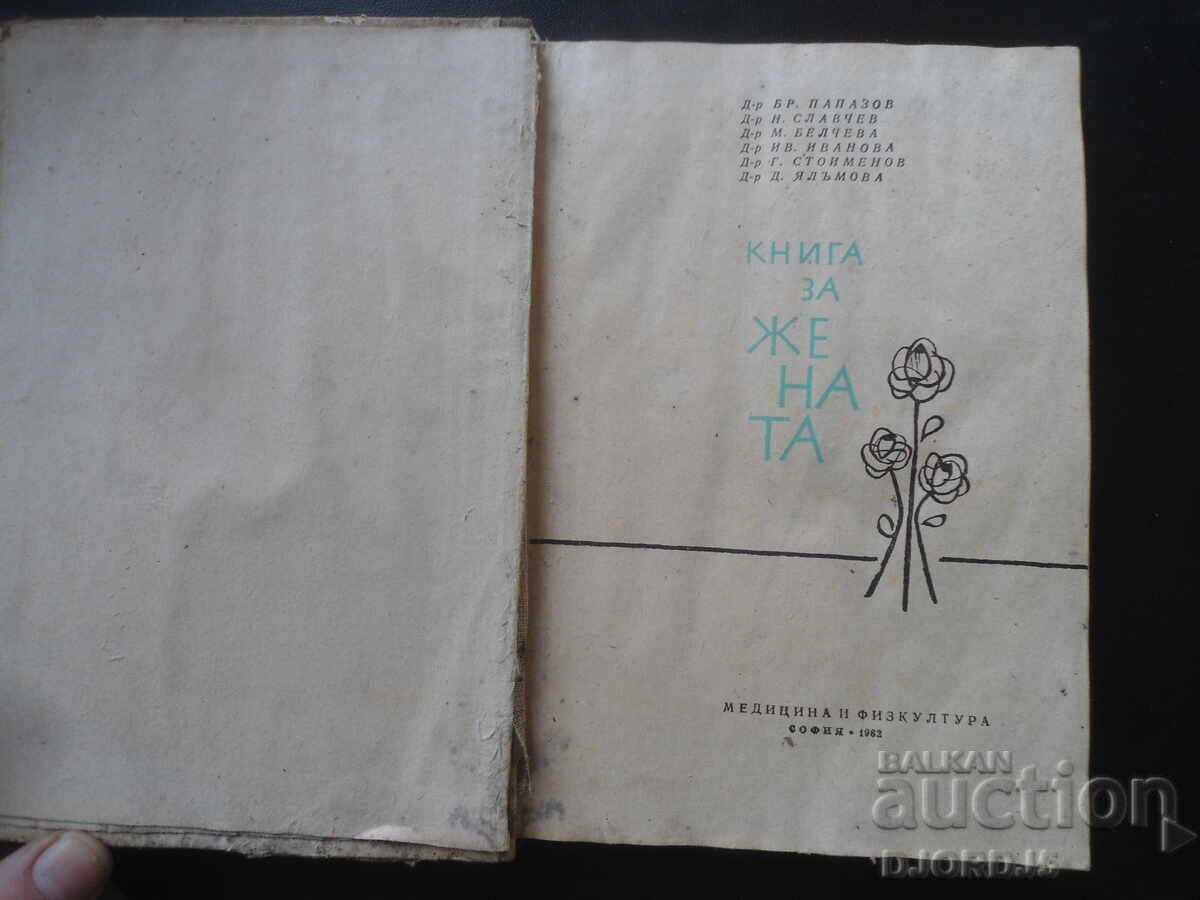 Д-р БР. ПАПАЗОВ
Д-р Н. СЛАВЧЕВ
Д-р М. БЕЛЧЕВА
Д-р ИВ. ИВАНОВА
Д-р Г. СТОИМЕНОВ
Д-р Д. ЯЛЪМОВА
КНИГА
ЗА
ЖЕ
НА
ТА
МЕДИЦИНА И ФИЗКУЛТУРА
СОФИЯ • 1962
BALKAN
auction
DJORDJ5